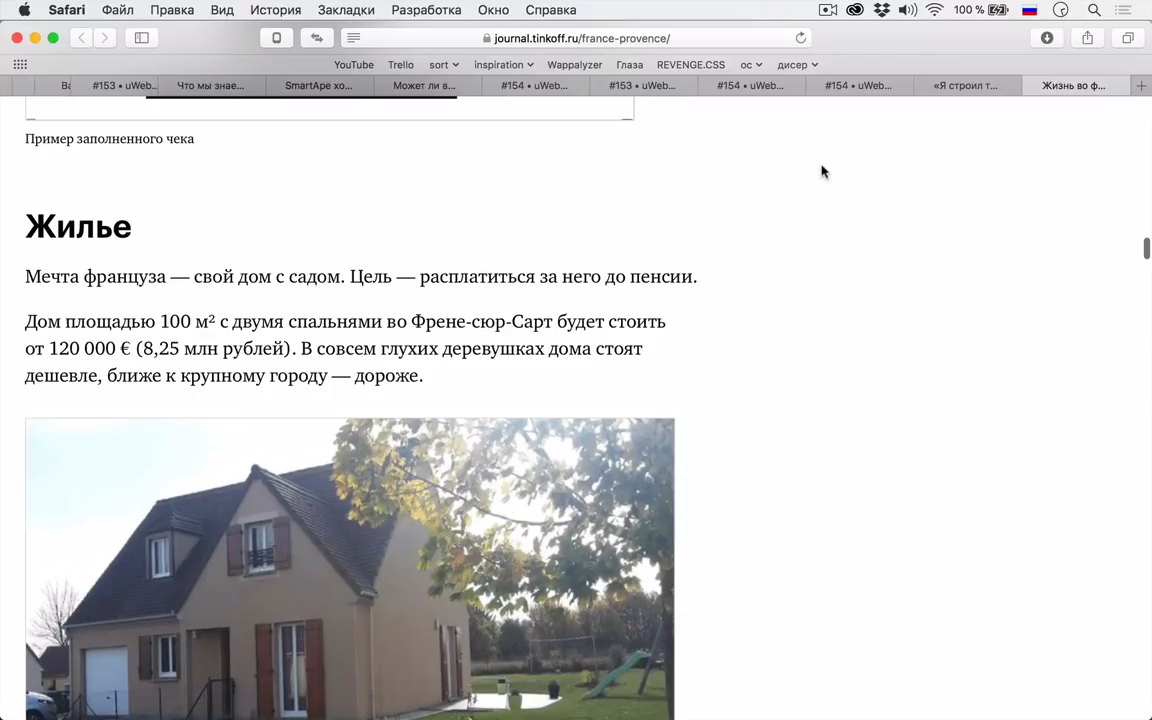 Safari Файл Правка Вид История Закладки Разработка Окно Справка 100 %
journal.tinkoff.ru/france-provence/
YouTube Trello sort inspiration Wappalyzer Глаза REVENGE.CSS ос дисер
Ва #153 • uWeb... Что мы знае... SmartApe хо... Может ли в... #154 • uWeb... #153 • uWeb... #154 • uWeb... #154 • uWeb... «Я строил т... Жизнь во ф...
Пример заполненного чека
Жилье
Мечта француза — свой дом с садом. Цель — расплатиться за него до пенсии.
Дом площадью 100 м² с двумя спальнями во Френе-сюр-Сарт будет стоить
от 120 000 € (8,25 млн рублей). В совсем глухих деревушках дома стоят
дешевле, ближе к крупному городу — дороже.